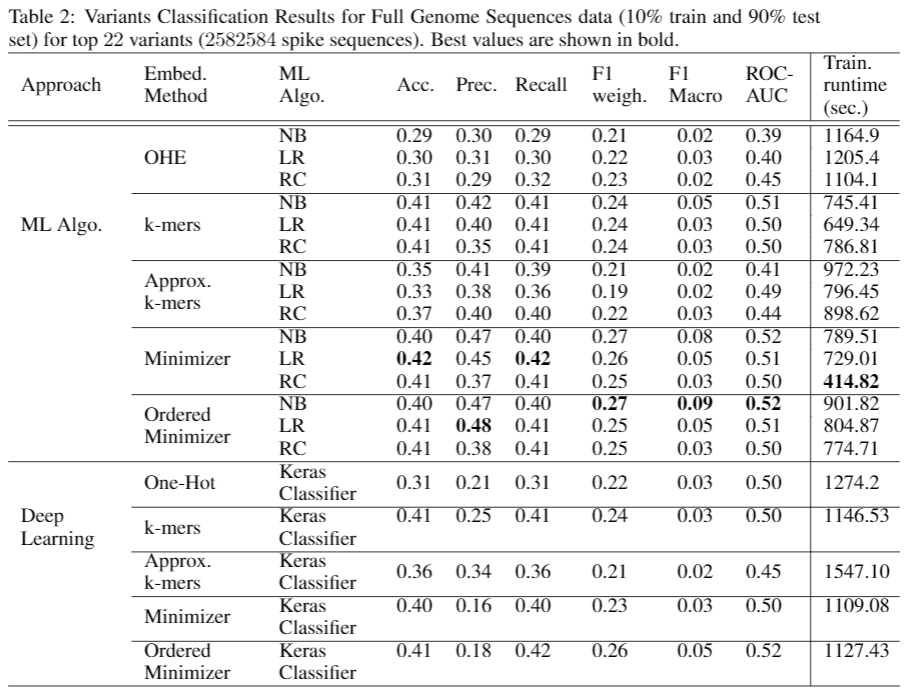 Table 2: Variants Classification Results for Full Genome Sequences data (10% train and 90% test
set) for top 22 variants (2582584 spike sequences). Best values are shown in bold.
Approach Embed. Method ML Algo. Acc. Prec. Recall F1 weigh. F1 Macro ROC-AUC Train. runtime (sec.)
ML Algo.
OHE
NB 0.29 0.30 0.29 0.21 0.02 0.39 1164.9
LR 0.30 0.31 0.30 0.22 0.03 0.40 1205.4
RC 0.31 0.29 0.32 0.23 0.02 0.45 1104.1
k-mers
NB 0.41 0.42 0.41 0.24 0.05 0.51 745.41
LR 0.41 0.40 0.41 0.24 0.03 0.50 649.34
RC 0.41 0.35 0.41 0.24 0.03 0.50 786.81
Approx. k-mers
NB 0.35 0.41 0.39 0.21 0.02 0.41 972.23
LR 0.33 0.38 0.36 0.19 0.02 0.49 796.45
RC 0.37 0.40 0.40 0.22 0.03 0.44 898.62
Minimizer
NB 0.40 0.47 0.40 0.27 0.08 0.52 789.51
LR 0.42 0.45 0.42 0.26 0.05 0.51 729.01
RC 0.41 0.37 0.41 0.25 0.03 0.50 414.82
Ordered Minimizer
NB 0.40 0.47 0.40 0.27 0.09 0.52 901.82
LR 0.41 0.48 0.41 0.25 0.05 0.51 804.87
RC 0.41 0.38 0.41 0.25 0.03 0.50 774.71
Deep Learning
One-Hot Keras Classifier 0.31 0.21 0.31 0.22 0.03 0.50 1274.2
k-mers Keras Classifier 0.41 0.25 0.41 0.24 0.03 0.50 1146.53
Approx. k-mers Keras Classifier 0.36 0.34 0.36 0.21 0.02 0.45 1547.10
Minimizer Keras Classifier 0.40 0.16 0.40 0.23 0.03 0.50 1109.08
Ordered Minimizer Keras Classifier 0.41 0.18 0.42 0.26 0.05 0.52 1127.43